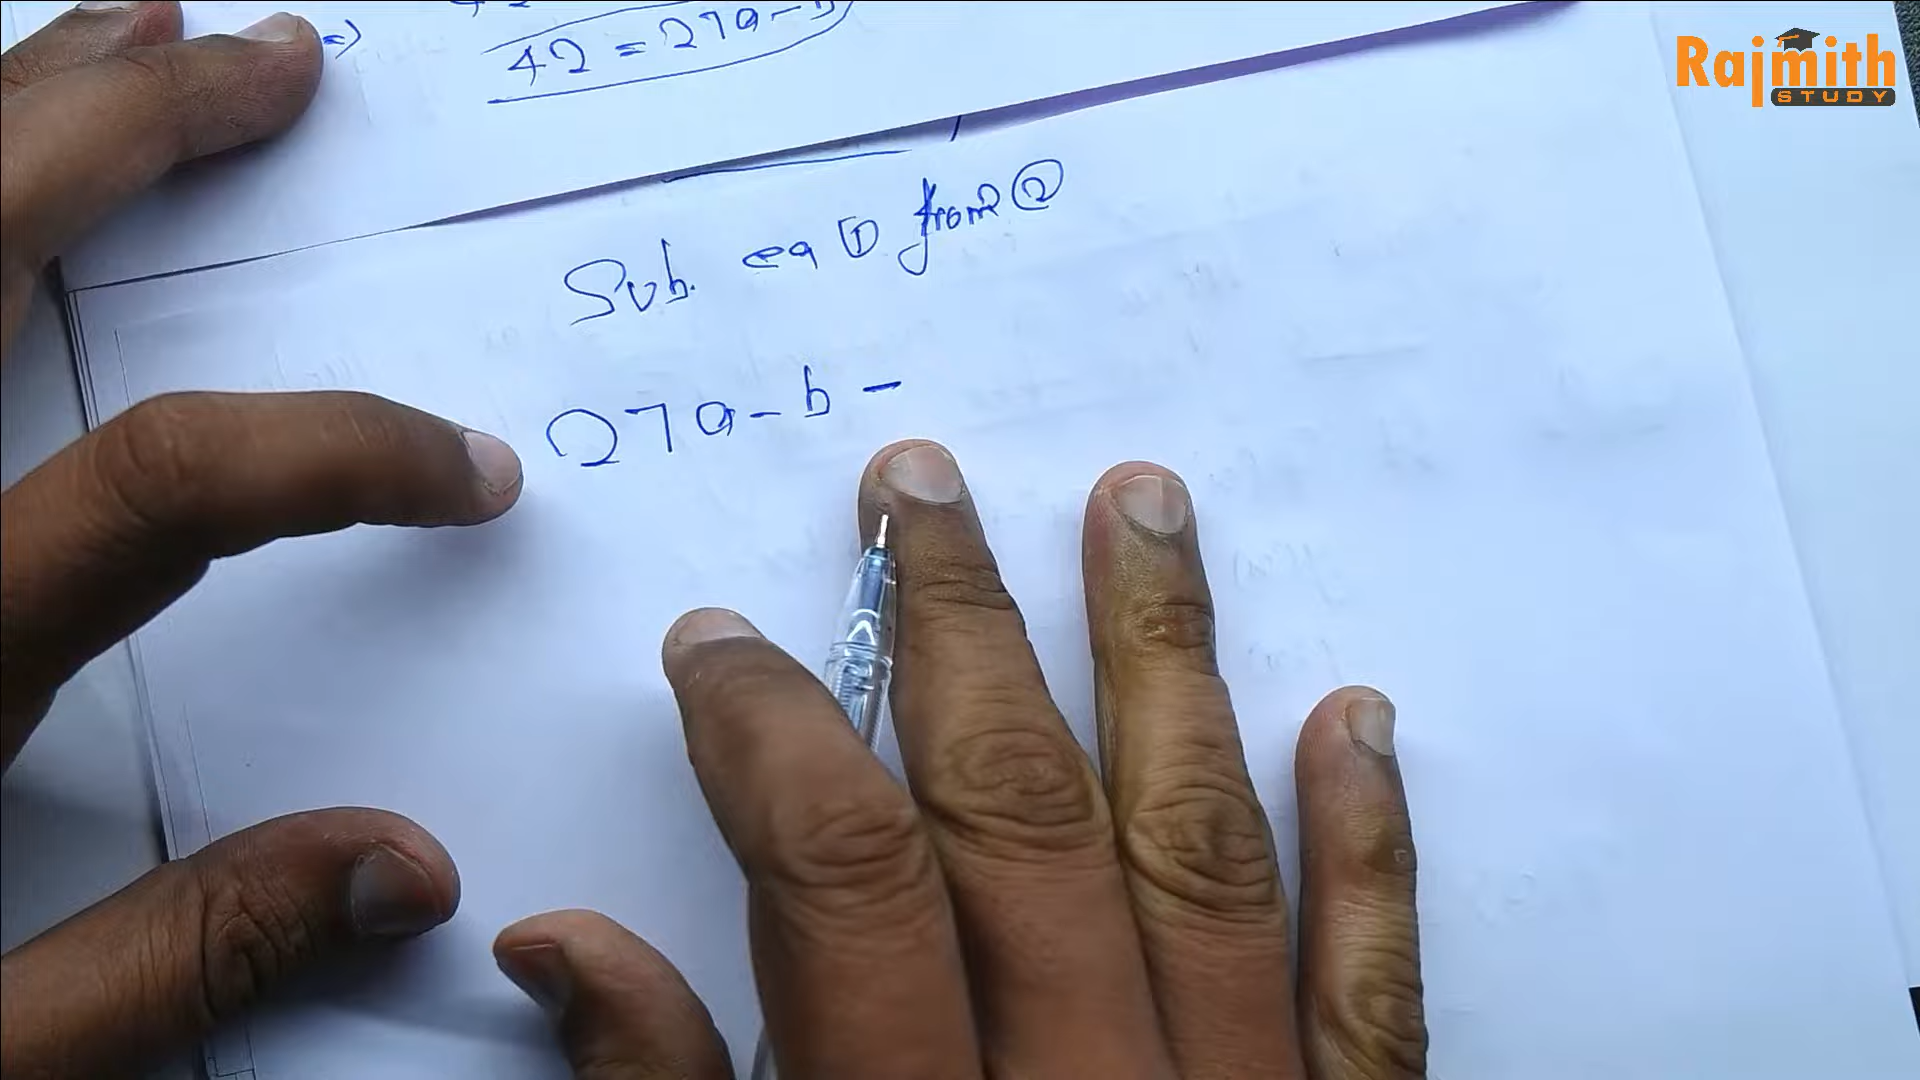 => 42 = 27a-b
Sub. eq ① from ②
27a - b -
Rajmith
STUDY